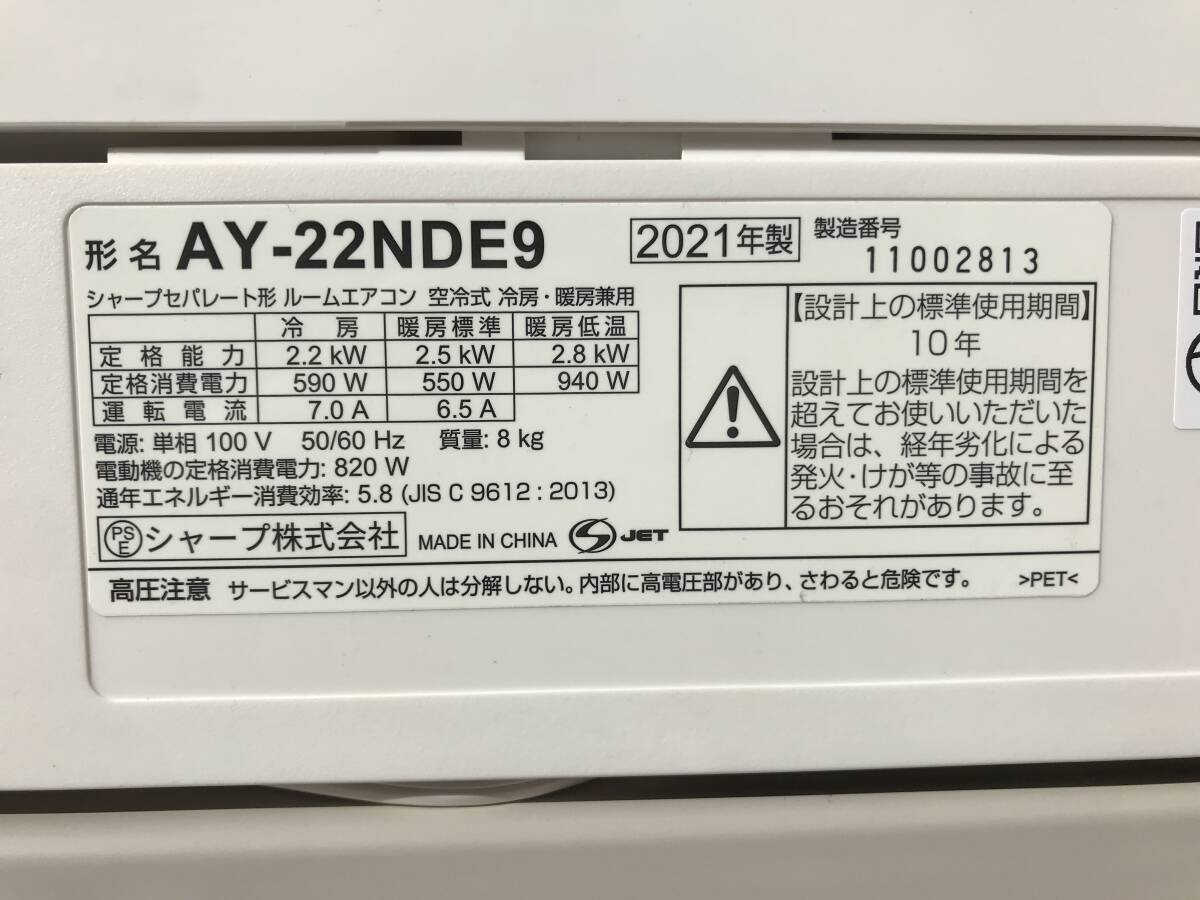 形名 AY-22NDE9 2021年製 製造番号 11002813
シャープセパレート形 ルームエアコン 空冷式 冷房・暖房兼用
冷房 暖房標準 暖房低温
定格能力 2.2 kW 2.5 kW 2.8 kW
定格消費電力 590 W 550 W 940 W
運転電流 7.0 A 6.5 A
電源: 単相 100 V 50/60 Hz 質量: 8 kg
電動機の定格消費電力: 820 W
通年エネルギー消費効率: 5.8 (JIS C 9612 : 2013)
PSE シャープ株式会社 MADE IN CHINA S JET
【設計上の標準使用期間】
10年
設計上の標準使用期間を
超えてお使いいただいた
場合は、経年劣化による
発火・けが等の事故に至
るおそれがあります。
高圧注意 サービスマン以外の人は分解しない。内部に高電圧部があり、さわると危険です。 >PET<